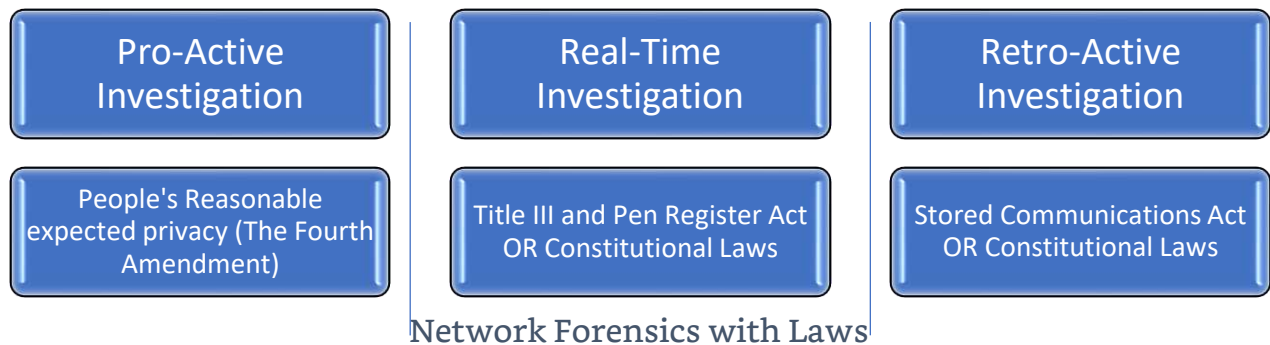 Pro-Active
Investigation
Real-Time
Investigation
Retro-Active
Investigation
People's Reasonable
expected privacy (The Fourth
Amendment)
Title III and Pen Register Act
OR Constitutional Laws
Stored Communications Act
OR Constitutional Laws
Network Forensics with Laws